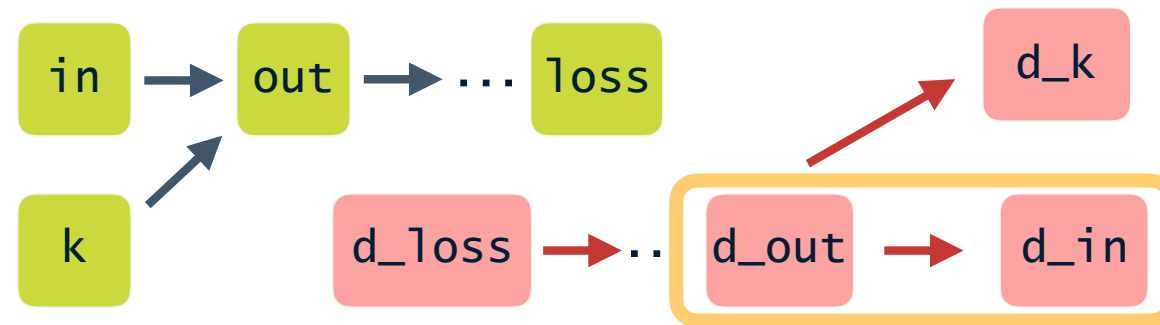 in
out
...
loss
d_k
k
d_loss
..
d_out
d_in